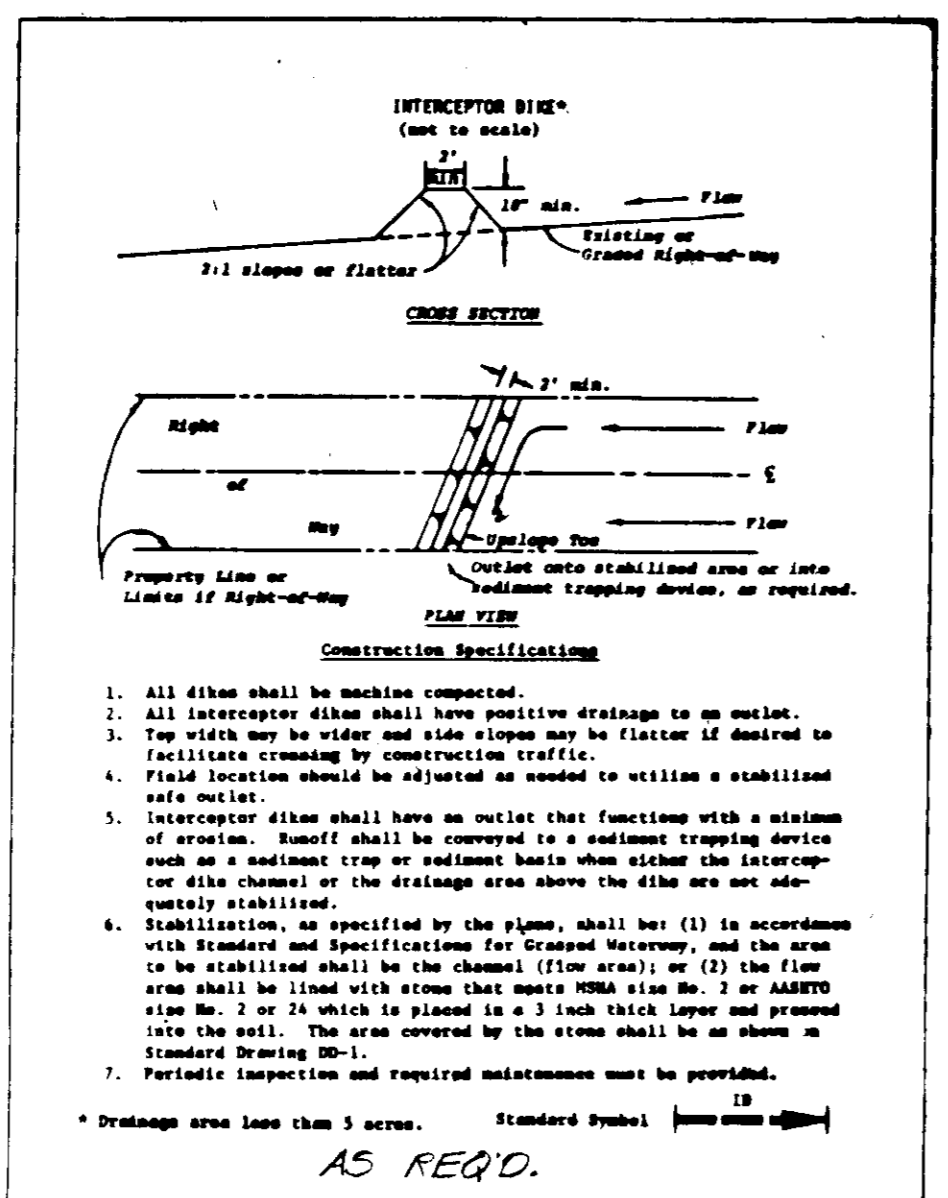 INTERCEPTOR DIKE*
(not to scale)
2'
MIN
18" min.
Flow
Existing or
Graded Right-of-Way
2:1 slopes or flatter
CROSS SECTION
2' min.
Right
Flow
℄
of
Way
Flow
Upslope Toe
Property Line or
Limits if Right-of-Way
Outlet onto stabilized area or into
sediment trapping device, as required.
PLAN VIEW
Construction Specifications
1. All dikes shall be machine compacted.
2. All interceptor dikes shall have positive drainage to an outlet.
3. Top width may be wider and side slopes may be flatter if desired to
facilitate crossing by construction traffic.
4. Field location should be adjusted as needed to utilize a stabilized
safe outlet.
5. Interceptor dikes shall have an outlet that functions with a minimum
of erosion. Runoff shall be conveyed to a sediment trapping device
such as a sediment trap or sediment basin when either the intercep-
tor dike channel or the drainage area above the dike are not ade-
quately stabilized.
6. Stabilization, as specified by the plans, shall be: (1) in accordance
with Standard and Specifications for Grassed Waterway, and the area
to be stabilized shall be the channel (flow area); or (2) the flow
area shall be lined with stone that meets MSHA size No. 2 or AASHTO
size No. 2 or 24 which is placed in a 3 inch thick layer and pressed
into the soil. The area covered by the stone shall be as shown in
Standard Drawing DD-1.
7. Periodic inspection and required maintenance must be provided.
* Drainage area less than 5 acres.
Standard Symbol
ID
AS REQ'D.